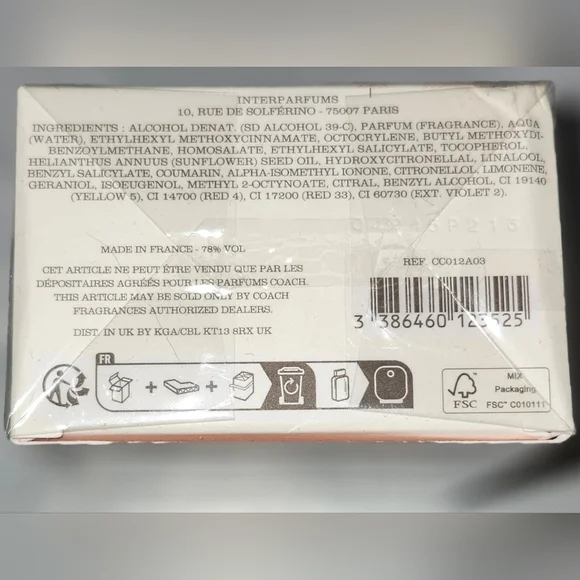 INTERPARFUMS
10, RUE DE SOLFÉRINO - 75007 PARIS
INGREDIENTS : ALCOHOL DENAT. (SD ALCOHOL 39-C), PARFUM (FRAGRANCE), AQUA
(WATER), ETHYLHEXYL METHOXYCINNAMATE, OCTOCRYLENE, BUTYL METHOXYDI-
BENZOYLMETHANE, HOMOSALATE, ETHYLHEXYL SALICYLATE, TOCOPHEROL,
HELIANTHUS ANNUUS (SUNFLOWER) SEED OIL, HYDROXYCITRONELLAL, LINALOOL,
BENZYL SALICYLATE, COUMARIN, ALPHA-ISOMETHYL IONONE, CITRONELLOL, LIMONENE,
GERANIOL, ISOEUGENOL, METHYL 2-OCTYNOATE, CITRAL, BENZYL ALCOHOL, CI 19140
(YELLOW 5), CI 14700 (RED 4), CI 17200 (RED 33), CI 60730 (EXT. VIOLET 2).
MADE IN FRANCE - 78% VOL
REF. CC012A03
CET ARTICLE NE PEUT ÊTRE VENDU QUE PAR LES
DÉPOSITAIRES AGRÉÉS POUR LES PARFUMS COACH.
THIS ARTICLE MAY BE SOLD ONLY BY COACH
FRAGRANCES AUTHORIZED DEALERS.
3 386460 123525
DIST. IN UK BY KGA/CBL KT13 8RX UK
FR
MIX
Packaging
FSC
FSC™ C010111